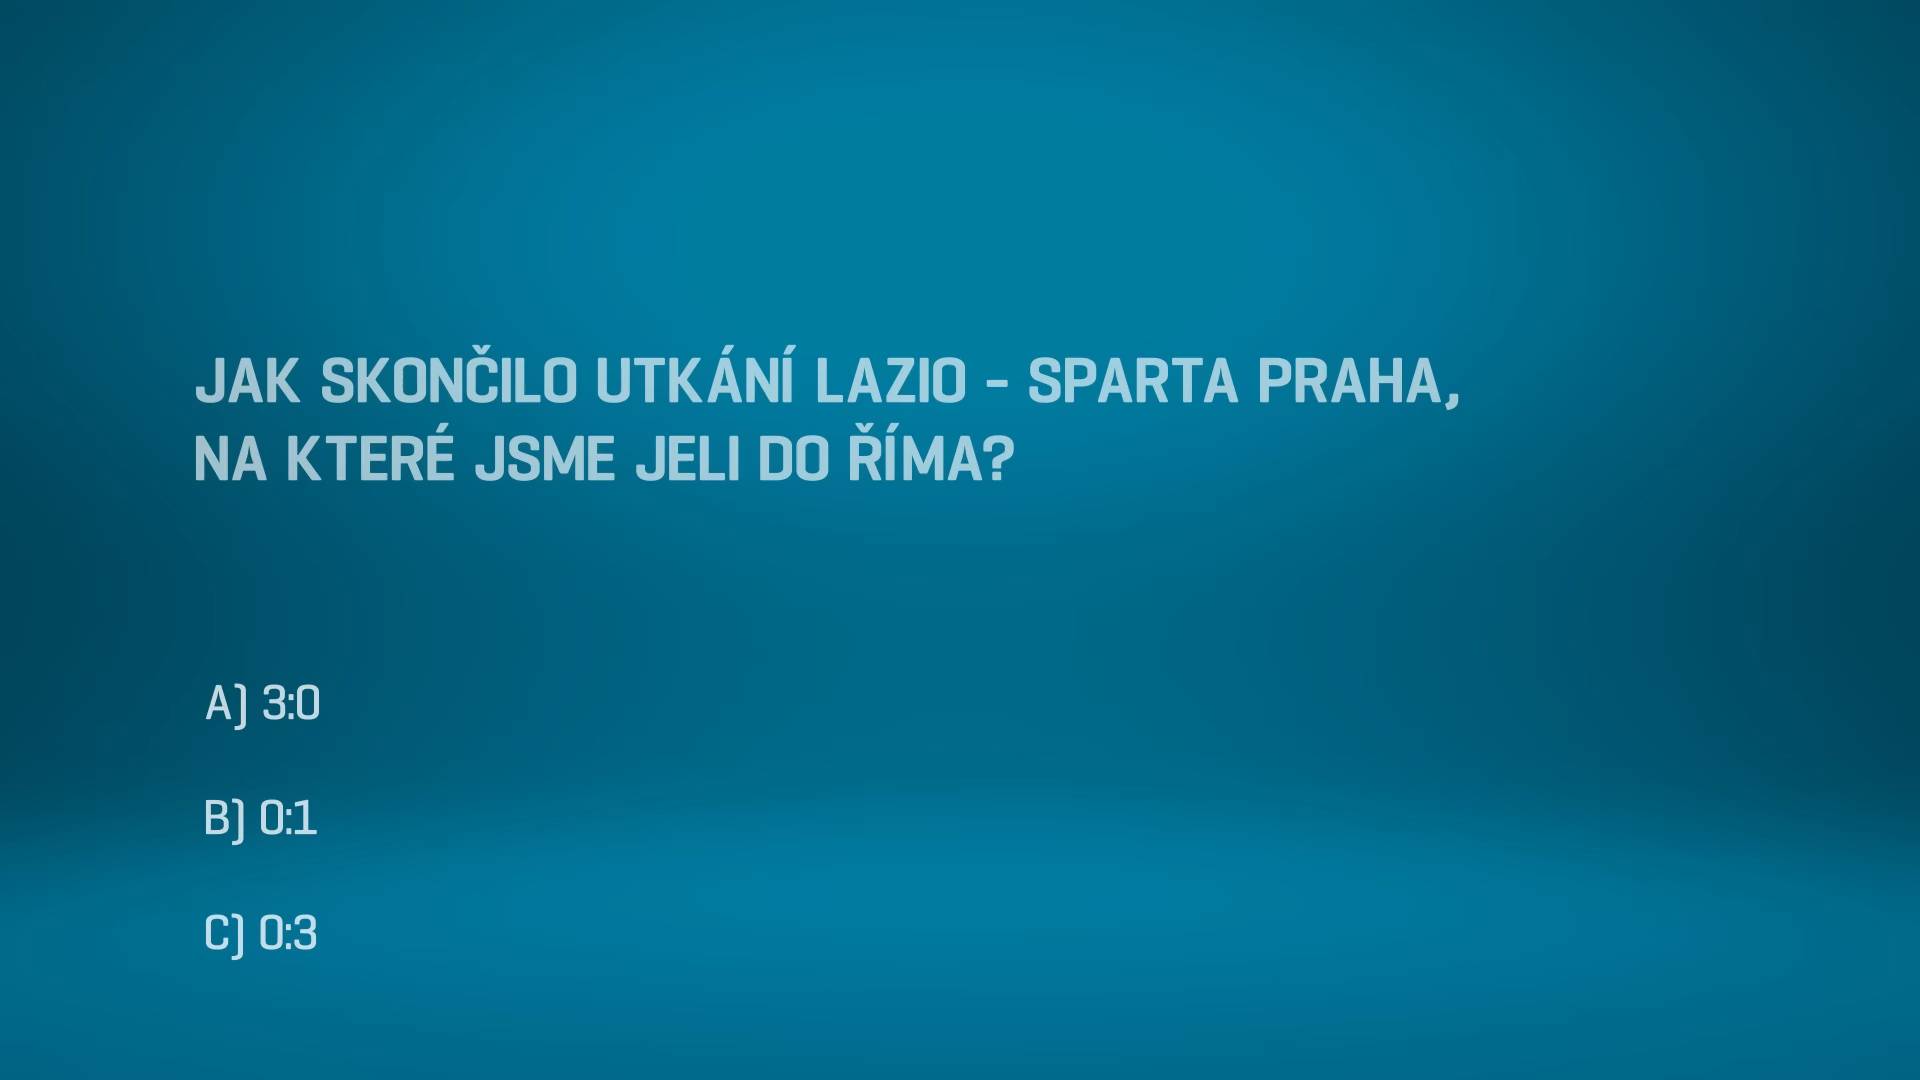 JAK SKONČILO UTKÁNÍ LAZIO - SPARTA PRAHA,
NA KTERÉ JSME JELI DO ŘÍMA?
A) 3:0
B) 0:1
C) 0:3